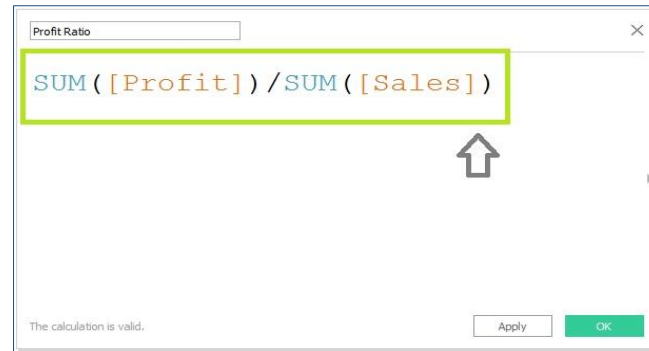 Profit Ratio
SUM([Profit])/SUM([Sales])
The calculation is valid.
Apply
OK